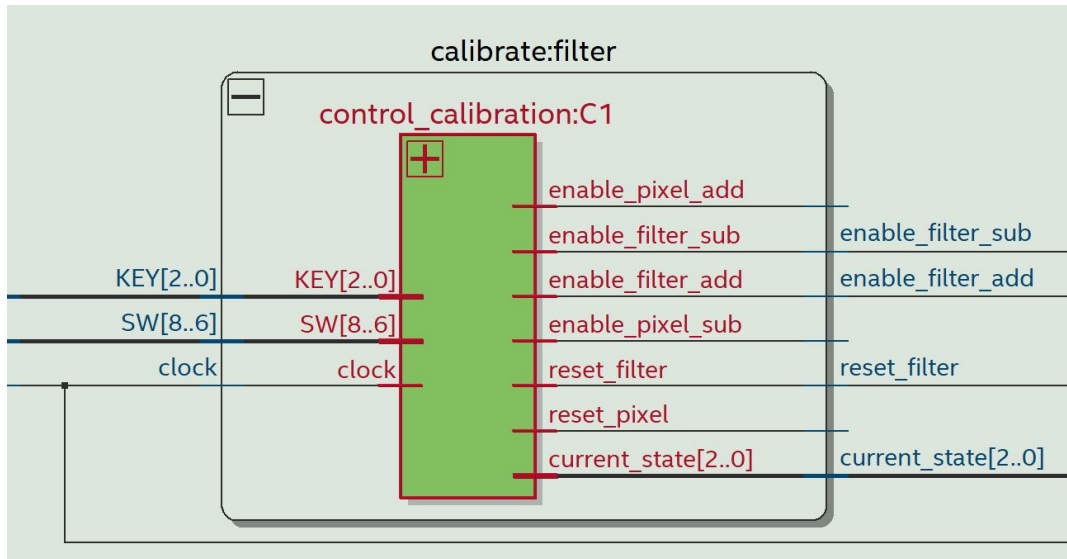 calibrate:filter
control_calibration:C1
enable_pixel_add
enable_filter_sub enable_filter_sub
KEY[2..0] KEY[2..0] enable_filter_add enable_filter_add
SW[8..6] SW[8..6] enable_pixel_sub
clock clock reset_filter reset_filter
reset_pixel
current_state[2..0] current_state[2..0]